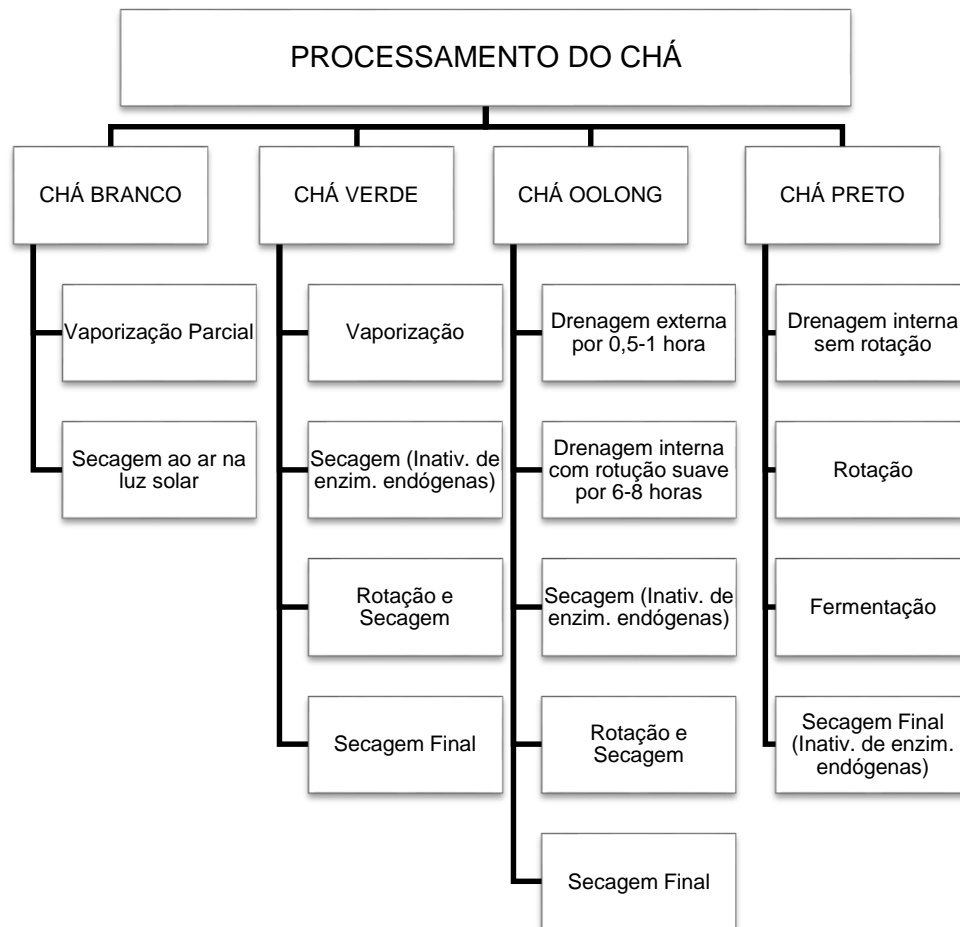 PROCESSAMENTO DO CHÁ
CHÁ BRANCO
Vaporização Parcial
Secagem ao ar na
luz solar
CHÁ VERDE
Vaporização
Secagem (Inativ. de
enzim. endógenas)
Rotação e
Secagem
Secagem Final
CHÁ OOLONG
Drenagem externa
por 0,5-1 hora
Drenagem interna
com rotução suave
por 6-8 horas
Secagem (Inativ. de
enzim. endógenas)
Rotação e
Secagem
Secagem Final
CHÁ PRETO
Drenagem interna
sem rotação
Rotação
Fermentação
Secagem Final
(Inativ. de enzim.
endógenas)